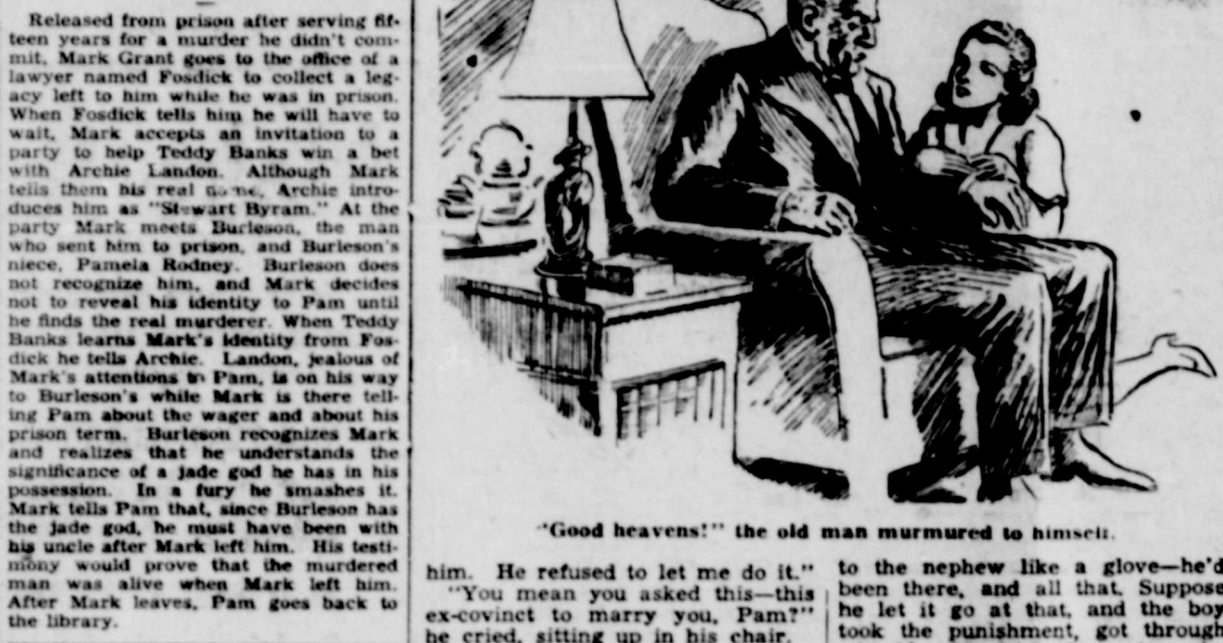 Released from prison after serving fif-
teen years for a murder he didn't com-
mit, Mark Grant goes to the office of a
lawyer named Fosdick to collect a leg-
acy left to him while he was in prison.
When Fosdick tells him he will have to
wait, Mark accepts an invitation to a
party to help Teddy Banks win a bet
with Archie Landon. Although Mark
tells them his real name, Archie intro-
duces him as "Stewart Byram." At the
party Mark meets Burleson, the man
who sent him to prison, and Burleson's
niece, Pamela Rodney. Burleson does
not recognize him, and Mark decides
not to reveal his identity to Pam until
he finds the real murderer. When Teddy
Banks learns Mark's identity from Fos-
dick he tells Archie. Landon, jealous of
Mark's attentions to Pam, is on his way
to Burleson's while Mark is there tell-
ing Pam about the wager and about his
prison term. Burleson recognizes Mark
and realizes that he understands the
significance of a jade god he has in his
possession. In a fury he smashes it.
Mark tells Pam that, since Burleson has
the jade god, he must have been with
his uncle after Mark left him. His testi-
mony would prove that the murdered
man was alive when Mark left him.
After Mark leaves, Pam goes back to
the library.
"Good heavens!" the old man murmured to himself.
him. He refused to let me do it."
"You mean you asked this—this
ex-covinct to marry you, Pam?"
he cried, sitting up in his chair.
to the nephew like a glove—he'd
been there, and all that. Suppose
he let it go at that, and the boy
took the punishment, got through